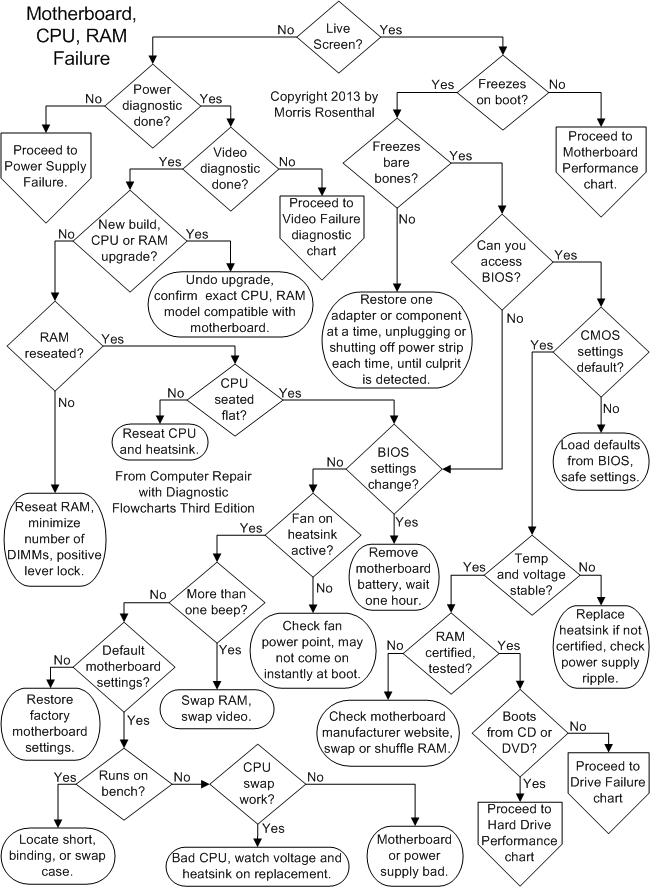 Motherboard,
CPU, RAM
Failure
Live
Screen?
No
Yes
Power
diagnostic
done?
No
Yes
Copyright 2013 by
Morris Rosenthal
Freezes
on boot?
Yes
No
Proceed to
Power Supply
Failure.
Video
diagnostic
done?
Yes
No
Freezes
bare
bones?
Yes
No
Proceed to
Motherboard
Performance
chart.
New build,
CPU or RAM
upgrade?
No
Yes
Proceed to
Video Failure
diagnostic
chart
Can you
access
BIOS?
Yes
No
Undo upgrade,
confirm exact CPU, RAM
model compatible with
motherboard.
Restore one
adapter or component
at a time, unplugging or
shutting off power strip
each time, until culprit
is detected.
RAM
reseated?
Yes
No
CMOS
settings
default?
Yes
No
CPU
seated
flat?
No
Yes
Reseat CPU
and heatsink.
BIOS
settings
change?
No
Yes
Load defaults
from BIOS,
safe settings.
From Computer Repair
with Diagnostic
Flowcharts Third Edition
Reseat RAM,
minimize
number of
DIMMs, positive
lever lock.
Fan on
heatsink
active?
Yes
No
Remove
motherboard
battery, wait
one hour.
Temp
and voltage
stable?
Yes
No
More than
one beep?
No
Yes
Check fan
power point, may
not come on
instantly at boot.
RAM
certified,
tested?
No
Yes
Replace
heatsink if not
certified, check
power supply
ripple.
Default
motherboard
settings?
No
Yes
Swap RAM,
swap video.
Check motherboard
manufacturer website,
swap or shuffle RAM.
Boots
from CD or
DVD?
No
Yes
Restore
factory
motherboard
settings.
Runs on
bench?
Yes
No
CPU
swap
work?
No
Yes
Proceed to
Drive Failure
chart
Proceed to
Hard Drive
Performance
chart
Locate short,
binding, or swap
case.
Bad CPU, watch voltage and
heatsink on replacement.
Motherboard
or power
supply bad.